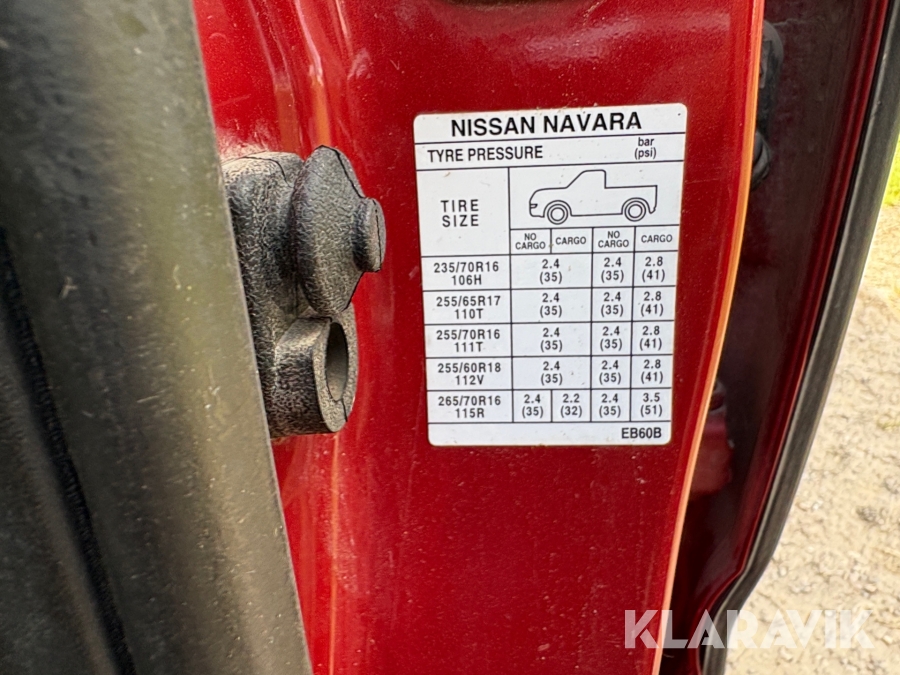 NISSAN NAVARA
TYRE PRESSURE bar (psi)
TIRE SIZE
NO CARGO CARGO NO CARGO CARGO
235/70R16 106H 2.4 (35) 2.4 (35) 2.8 (41)
255/65R17 110T 2.4 (35) 2.4 (35) 2.8 (41)
255/70R16 111T 2.4 (35) 2.4 (35) 2.8 (41)
255/60R18 112V 2.4 (35) 2.4 (35) 2.8 (41)
265/70R16 115R 2.4 (35) 2.2 (32) 2.4 (35) 3.5 (51)
EB60B
KLARAVIK